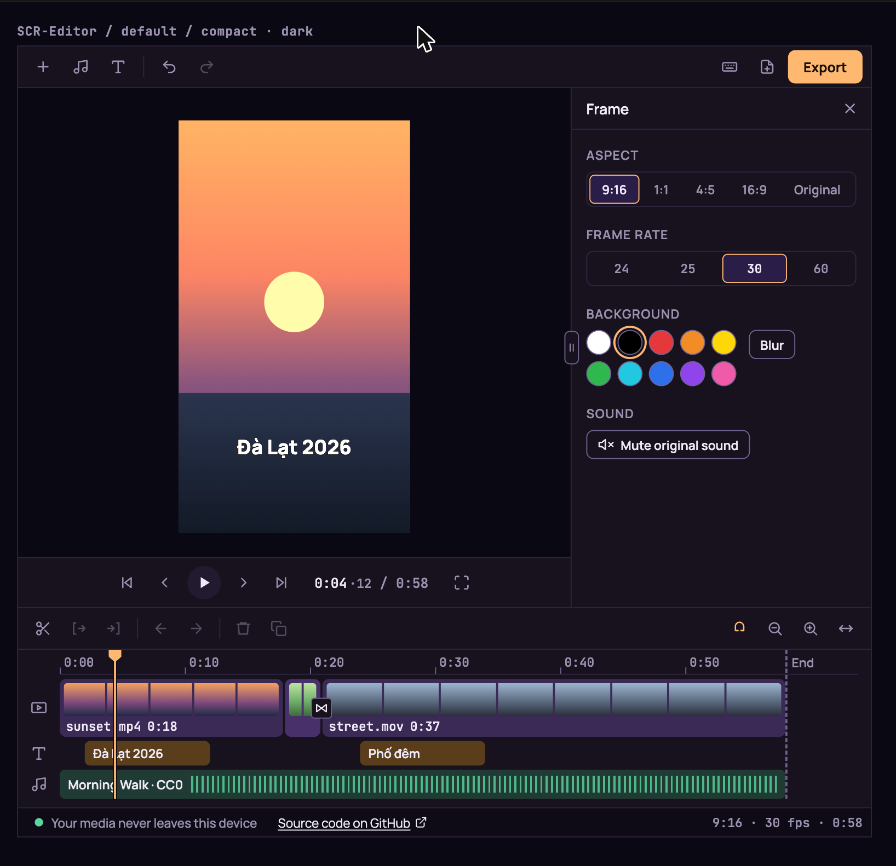 SCR-Editor / default / compact · dark
Export
Frame
ASPECT
9:16 1:1 4:5 16:9 Original
FRAME RATE
24 25 30 60
BACKGROUND
Blur
SOUND
Mute original sound
Đà Lạt 2026
0:04·12 / 0:58
0:00 0:10 0:20 0:30 0:40 0:50 End
sunset.mp4 0:18
street.mov 0:37
Đà Lạt 2026
Phố đêm
Morning Walk · CC0
Your media never leaves this device
Source code on GitHub
9:16 · 30 fps · 0:58